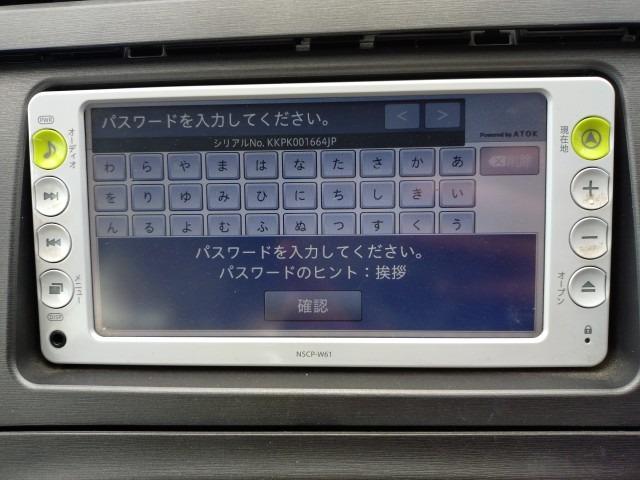 PWR
オーディオ
パスワードを入力してください。
< >
シリアルNo. KKPK001664JP
Powered by ATOK
現在地
わ ら や ま は な た さ か あ
を り ゆ み ひ に ち し き い
ん る よ む ふ ぬ つ す く う
パスワードを入力してください。
パスワードのヒント：挨拶
確認
メニュー
DISP
オープン
NSCP-W61